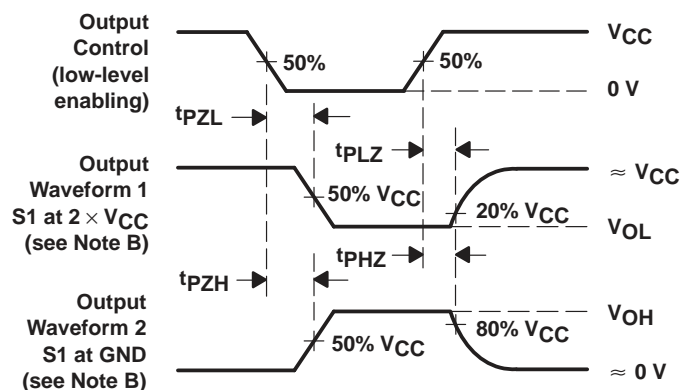 Output
Control
(low-level
enabling)
50%
50%
VCC
0 V
tPZL
tPLZ
Output
Waveform 1
S1 at 2 × VCC
(see Note B)
50% VCC
20% VCC
≈ VCC
VOL
tPZH
tPHZ
Output
Waveform 2
S1 at GND
(see Note B)
50% VCC
80% VCC
VOH
≈ 0 V